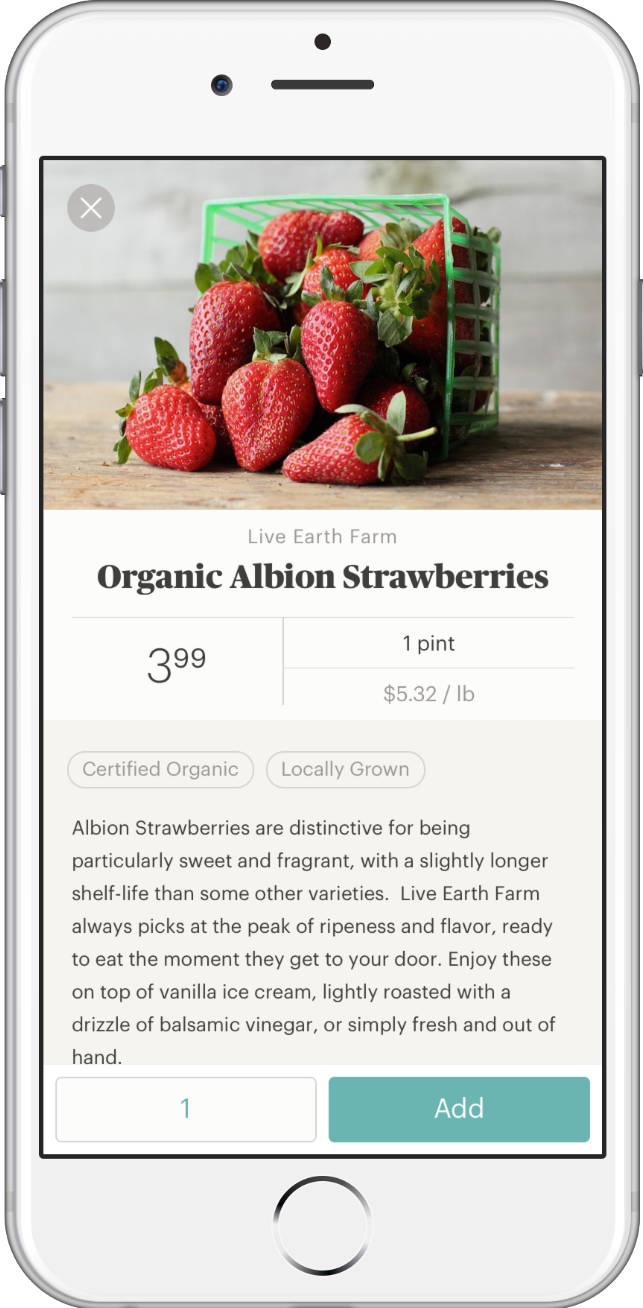 Live Earth Farm
Organic Albion Strawberries
399
1 pint
$5.32 / lb
Certified Organic
Locally Grown
Albion Strawberries are distinctive for being
particularly sweet and fragrant, with a slightly longer
shelf-life than some other varieties.  Live Earth Farm
always picks at the peak of ripeness and flavor, ready
to eat the moment they get to your door. Enjoy these
on top of vanilla ice cream, lightly roasted with a
drizzle of balsamic vinegar, or simply fresh and out of
hand.
1
Add